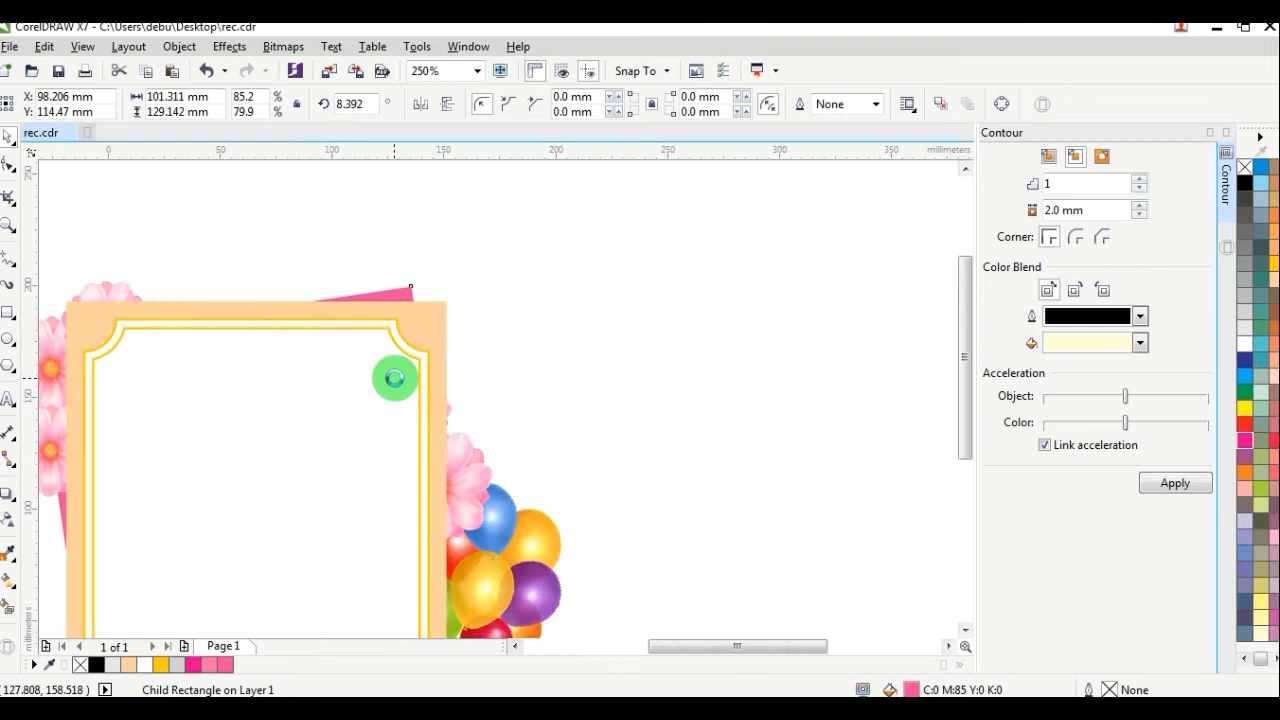 CorelDRAW X7 - C:\Users\debu\Desktop\rec.cdr
File Edit View Layout Object Effects Bitmaps Text Table Tools Window Help
250% Snap To
X: 98.206 mm 101.311 mm 85.2 % 8.392 ° 0.0 mm 0.0 mm None
Y: 114.47 mm 129.142 mm 79.9 % 0.0 mm 0.0 mm
rec.cdr
Contour
0 50 100 150 200 250 300 350 millimeters
200
150
100
millimeters
Contour
1
2.0 mm
Corner:
Color Blend
Acceleration
Object:
Color:
Link acceleration
Apply
1 of 1 Page 1
127.808, 158.518 ) Child Rectangle on Layer 1 C:0 M:85 Y:0 K:0 None